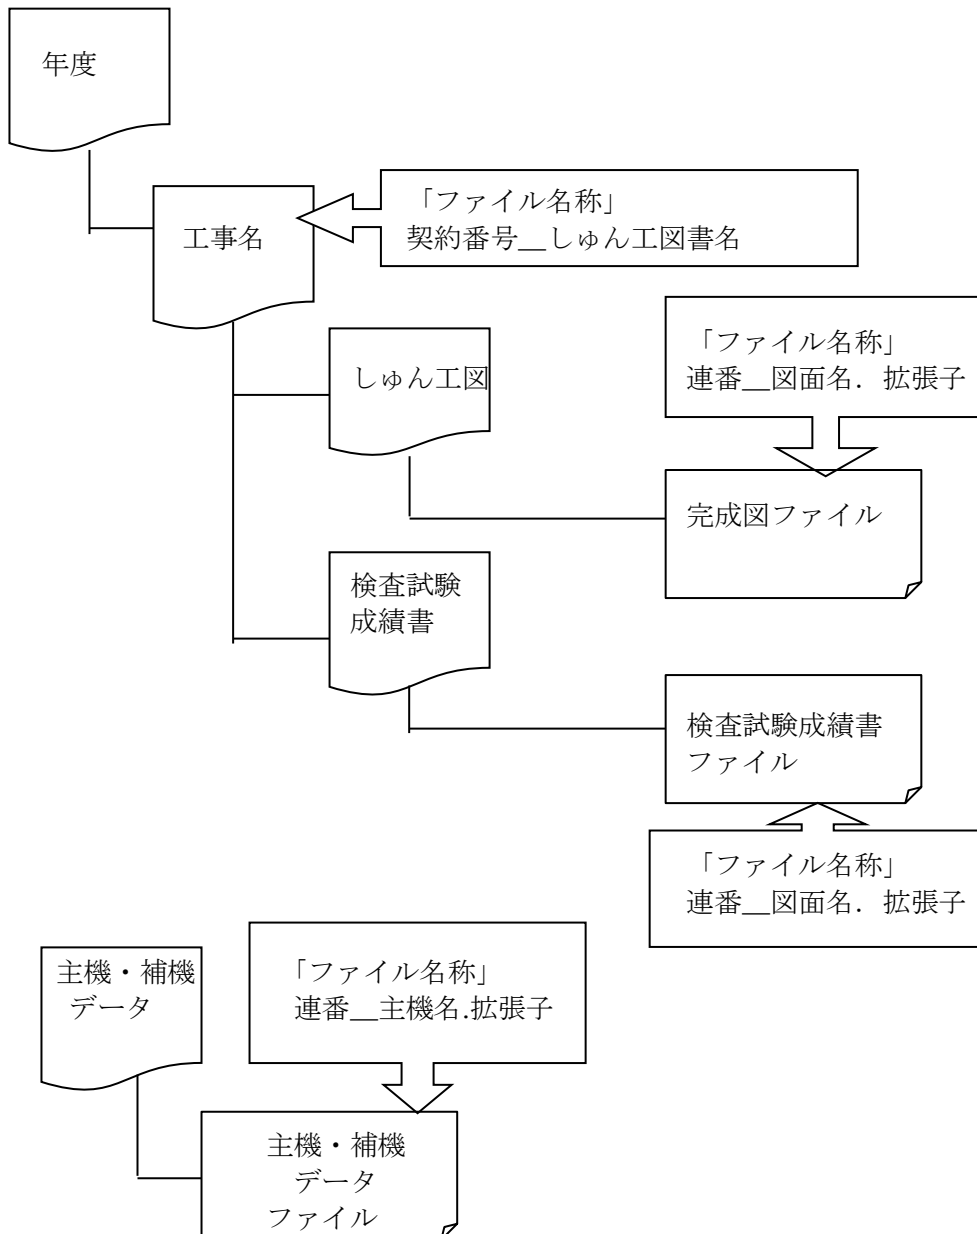 年度
工事名
「ファイル名称」
契約番号__しゅん工図書名
しゅん工図
「ファイル名称」
連番__図面名．拡張子
完成図ファイル
検査試験
成績書
検査試験成績書
ファイル
「ファイル名称」
連番__図面名．拡張子
主機・補機
データ
「ファイル名称」
連番__主機名.拡張子
主機・補機
データ
ファイル